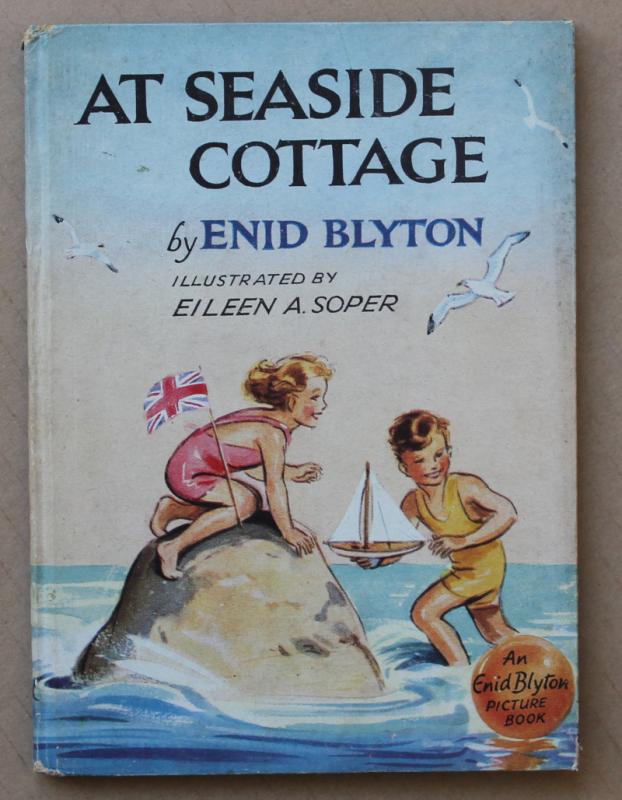 AT SEASIDE
COTTAGE
by ENID BLYTON
ILLUSTRATED BY
EILEEN A. SOPER
An
Enid Blyton
PICTURE
BOOK